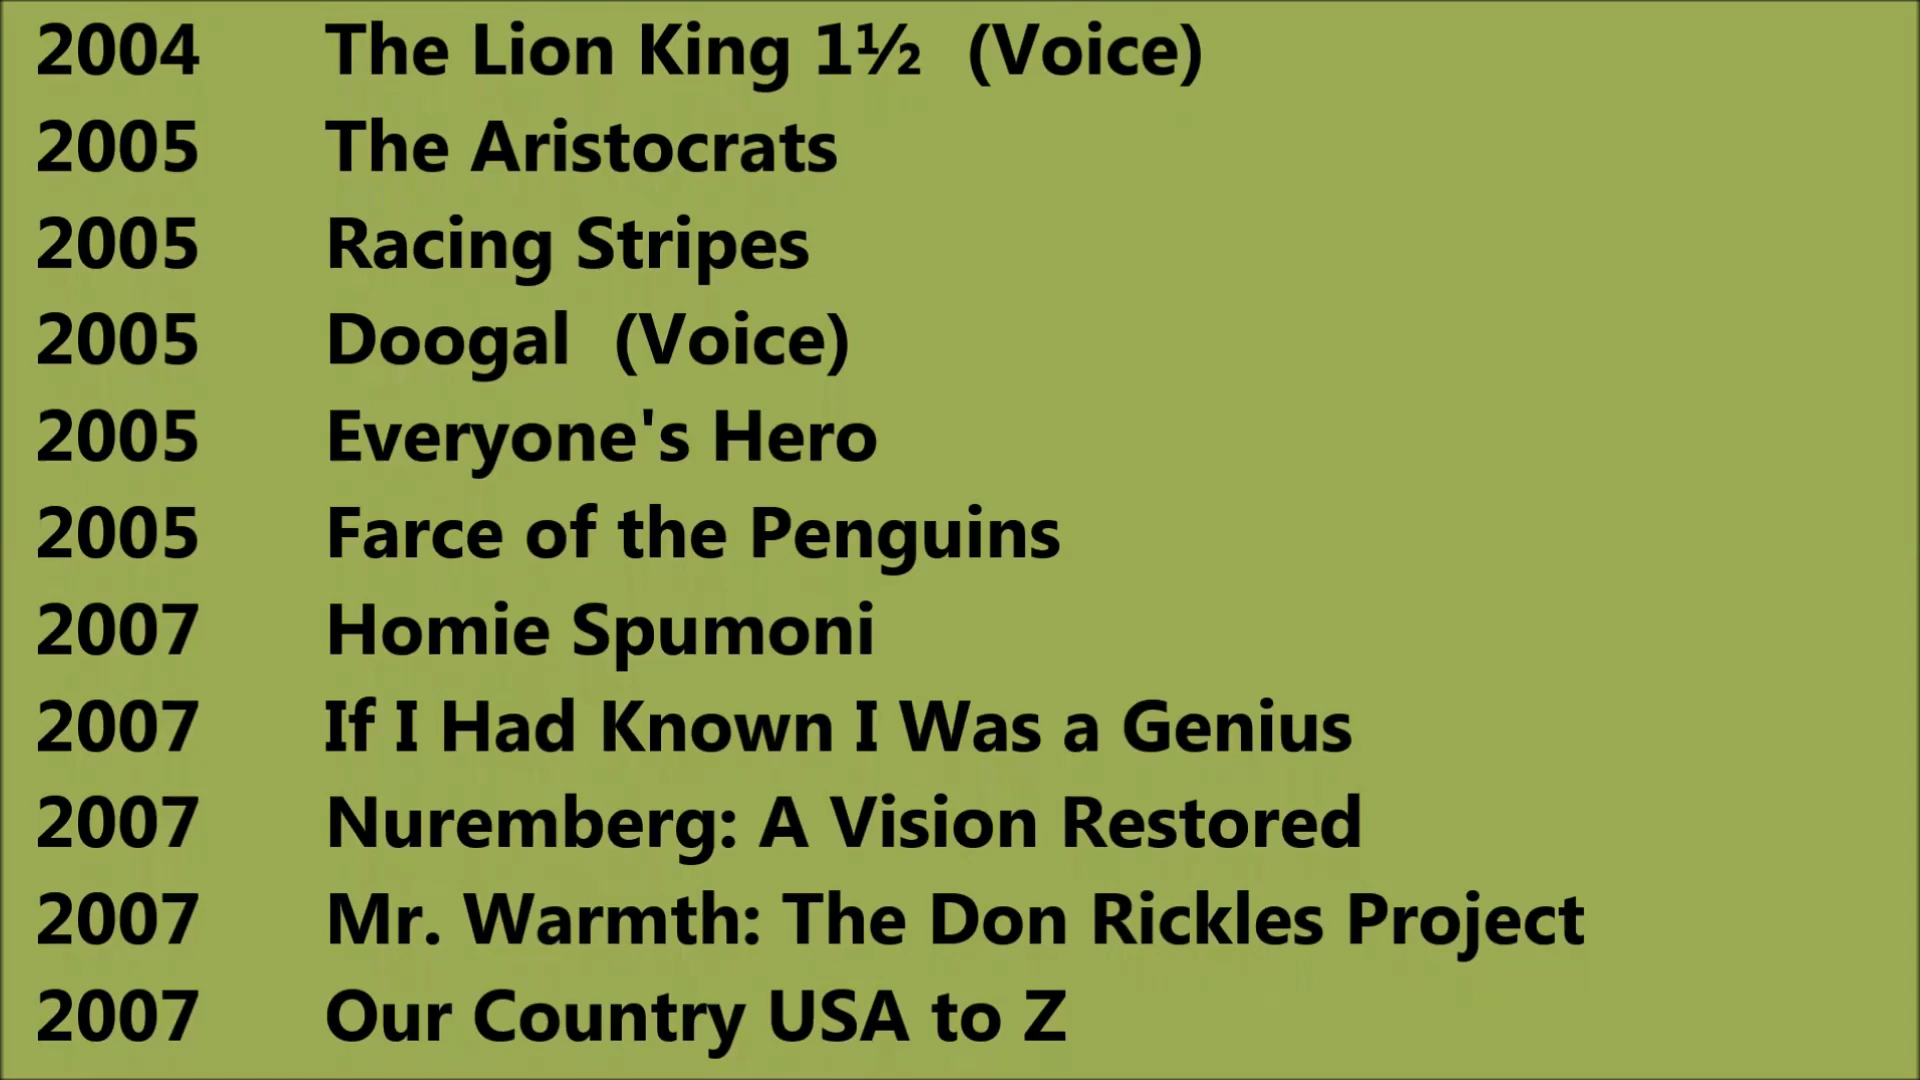 2004 The Lion King 1½ (Voice)
2005 The Aristocrats
2005 Racing Stripes
2005 Doogal (Voice)
2005 Everyone's Hero
2005 Farce of the Penguins
2007 Homie Spumoni
2007 If I Had Known I Was a Genius
2007 Nuremberg: A Vision Restored
2007 Mr. Warmth: The Don Rickles Project
2007 Our Country USA to Z